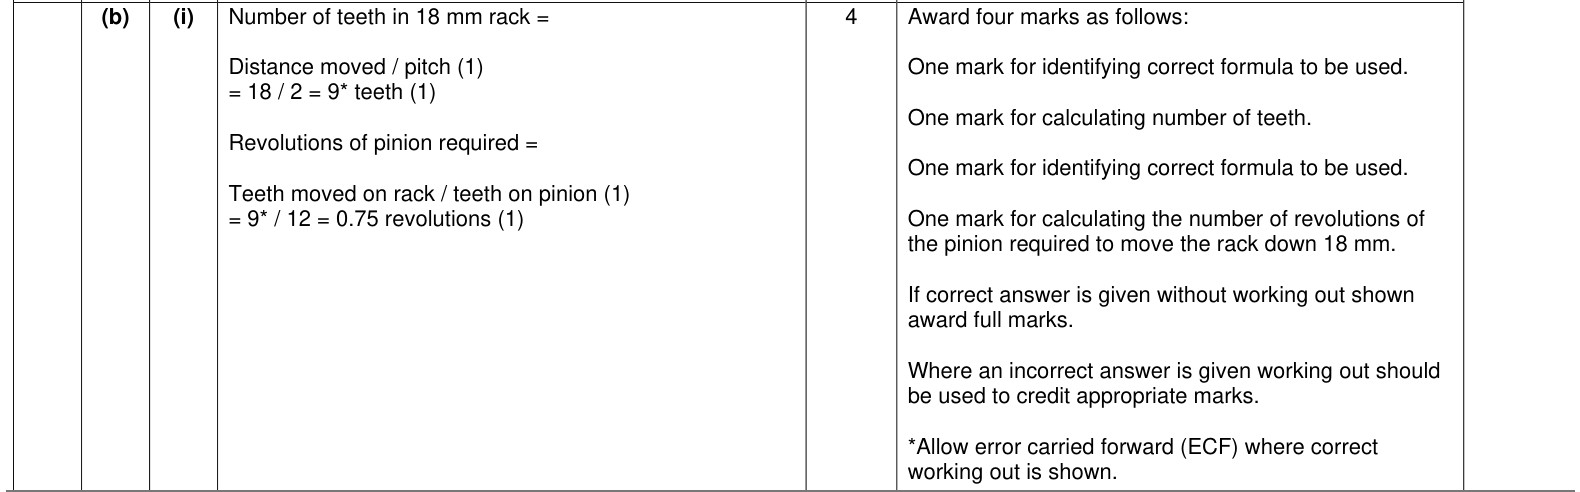 (b) (i) Number of teeth in 18 mm rack = 4 Award four marks as follows:
Distance moved / pitch (1) One mark for identifying correct formula to be used.
= 18 / 2 = 9* teeth (1)
One mark for calculating number of teeth.
Revolutions of pinion required =
One mark for identifying correct formula to be used.
Teeth moved on rack / teeth on pinion (1)
= 9* / 12 = 0.75 revolutions (1) One mark for calculating the number of revolutions of
the pinion required to move the rack down 18 mm.
If correct answer is given without working out shown
award full marks.
Where an incorrect answer is given working out should
be used to credit appropriate marks.
*Allow error carried forward (ECF) where correct
working out is shown.